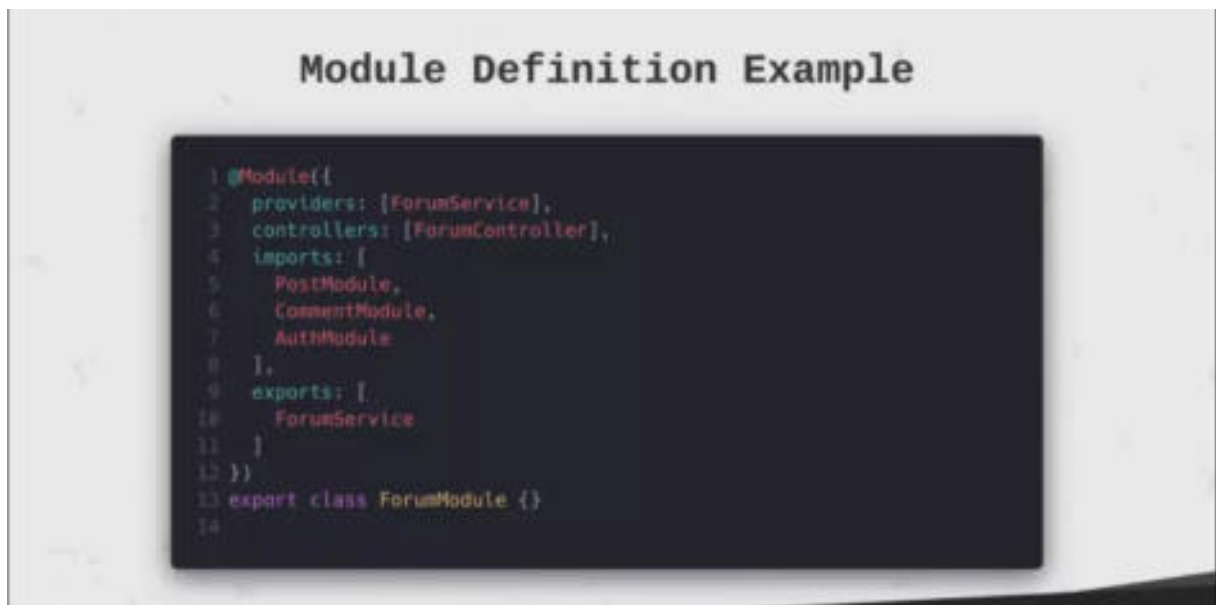 Module Definition Example
1 @Module({
2   providers: [ForumService],
3   controllers: [ForumController],
4   imports: [
5     PostModule,
6     CommentModule,
7     AuthModule
8   ],
9   exports: [
10     ForumService
11   ]
12 })
13 export class ForumModule {}
14